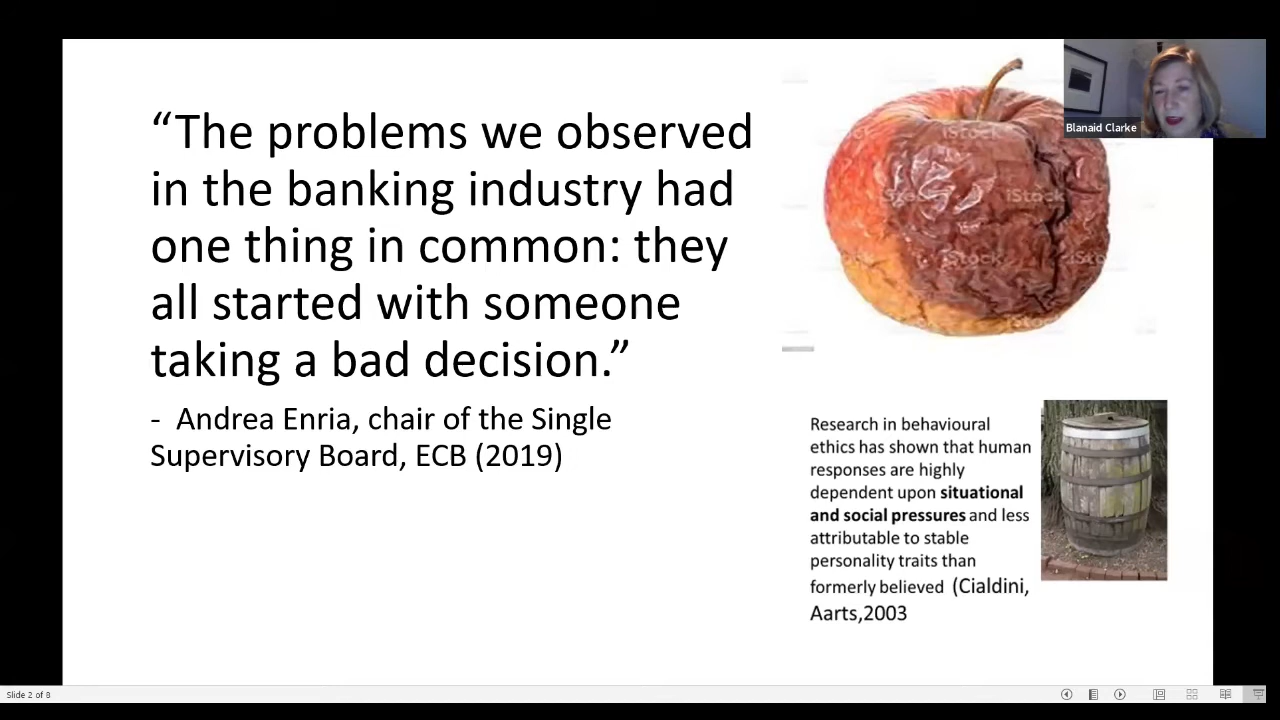 “The problems we observed
in the banking industry had
one thing in common: they
all started with someone
taking a bad decision.”
- Andrea Enria, chair of the Single
Supervisory Board, ECB (2019)
iStock
iStock
iStock
Blanaid Clarke
Research in behavioural
ethics has shown that human
responses are highly
dependent upon situational
and social pressures and less
attributable to stable
personality traits than
formerly believed (Cialdini,
Aarts,2003
Slide 2 of 8